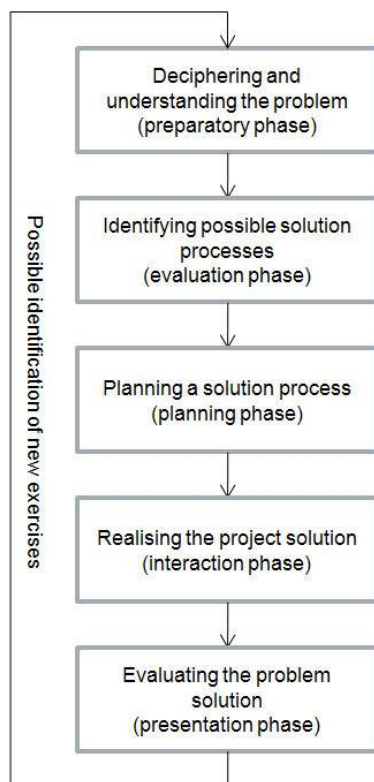 Deciphering and
understanding the problem
(preparatory phase)
Identifying possible solution
processes
(evaluation phase)
Planning a solution process
(planning phase)
Realising the project solution
(interaction phase)
Evaluating the problem
solution
(presentation phase)
Possible identification of new exercises